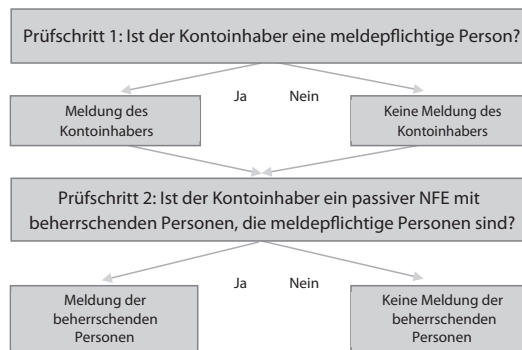 Prüfschritt 1: Ist der Kontoinhaber eine meldepflichtige Person?
Ja Nein
Meldung des
Kontoinhabers
Keine Meldung des
Kontoinhabers
Prüfschritt 2: Ist der Kontoinhaber ein passiver NFE mit
beherrschenden Personen, die meldepflichtige Personen sind?
Ja Nein
Meldung der
beherrschenden
Personen
Keine Meldung der
beherrschenden
Personen